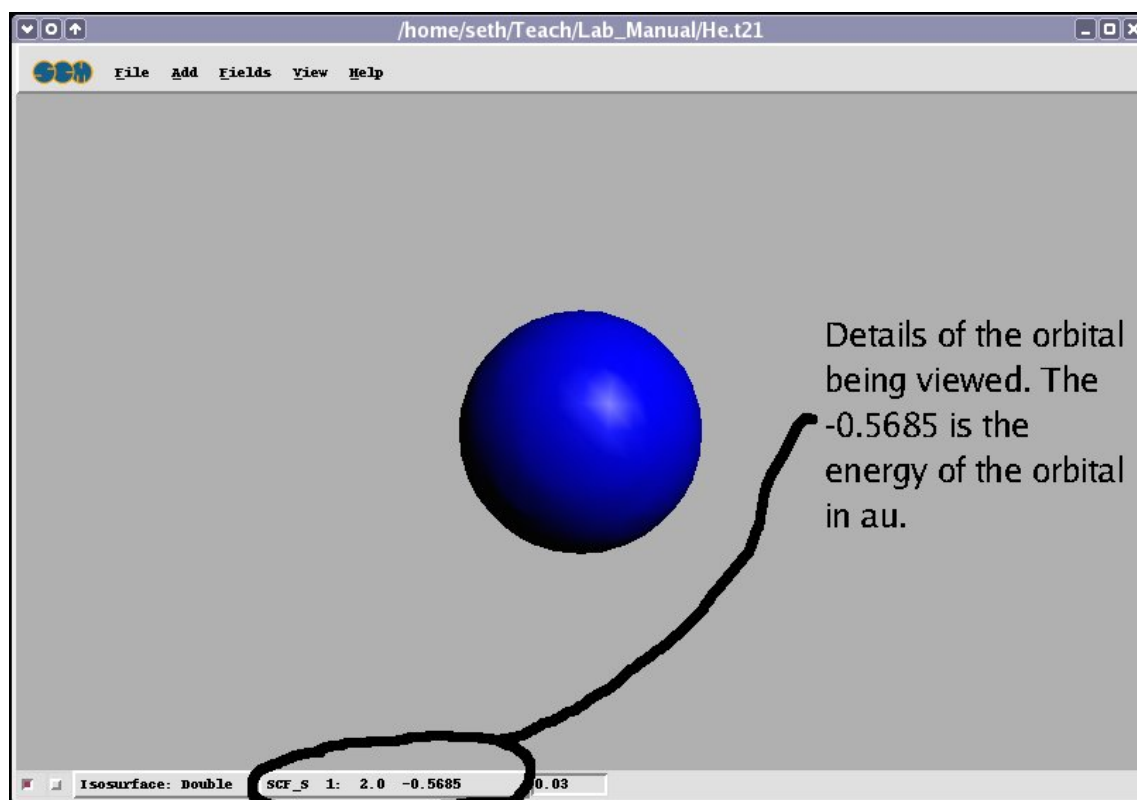 /home/seth/Teach/Lab_Manual/He.t21
SCM File Add Fields View Help
Details of the orbital
being viewed. The
-0.5685 is the
energy of the orbital
in au.
Isosurface: Double SCF_S 1: 2.0 -0.5685 0.03